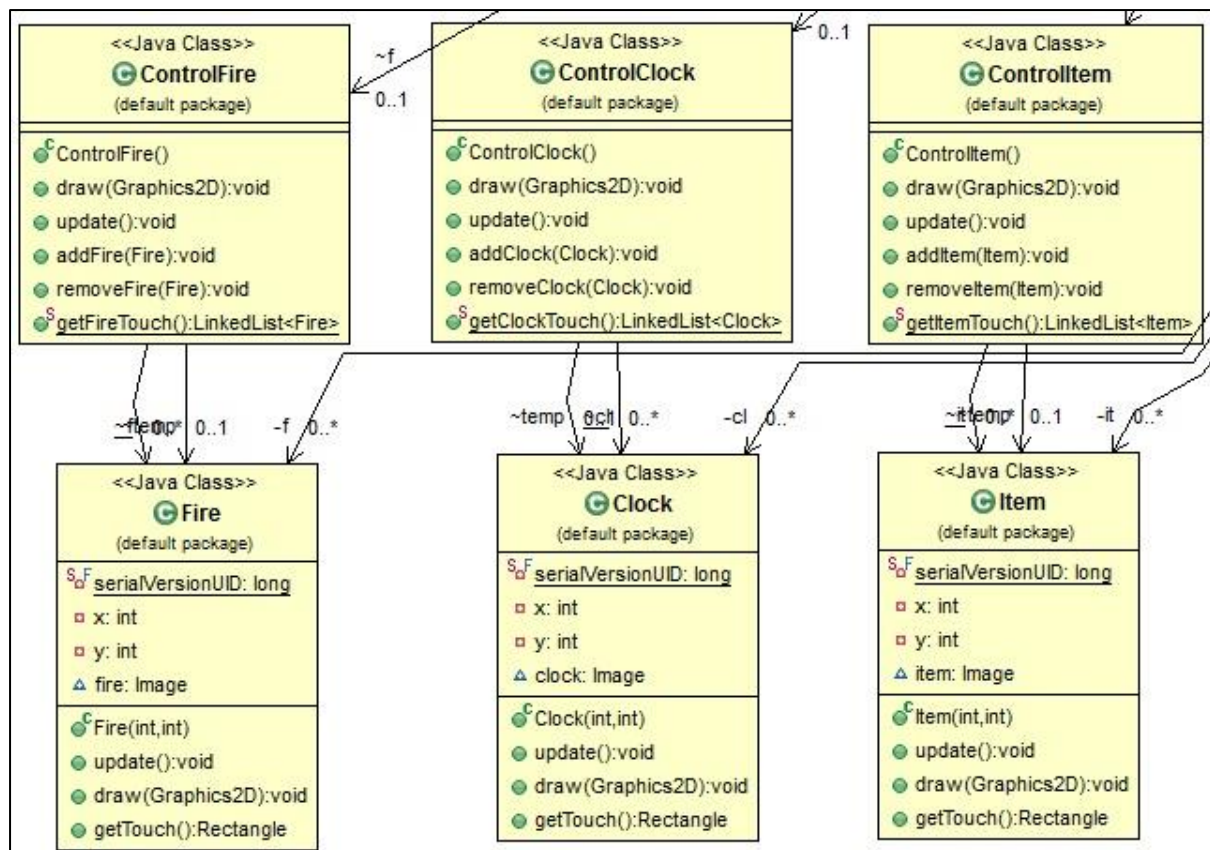 <<Java Class>>
ControlFire
(default package)
ControlFire()
draw(Graphics2D):void
update():void
addFire(Fire):void
removeFire(Fire):void
getFireTouch():LinkedList<Fire>
~f
0..1
<<Java Class>>
ControlClock
(default package)
ControlClock()
draw(Graphics2D):void
update():void
addClock(Clock):void
removeClock(Clock):void
getClockTouch():LinkedList<Clock>
0..1
<<Java Class>>
ControlItem
(default package)
ControlItem()
draw(Graphics2D):void
update():void
addItem(Item):void
removeItem(Item):void
getItemTouch():LinkedList<Item>
0..1
-f 0..*
~temp
0..*
-cl 0..*
0..1
-it 0..*
<<Java Class>>
Fire
(default package)
serialVersionUID: long
x: int
y: int
fire: Image
Fire(int,int)
update():void
draw(Graphics2D):void
getTouch():Rectangle
<<Java Class>>
Clock
(default package)
serialVersionUID: long
x: int
y: int
clock: Image
Clock(int,int)
update():void
draw(Graphics2D):void
getTouch():Rectangle
<<Java Class>>
Item
(default package)
serialVersionUID: long
x: int
y: int
item: Image
Item(int,int)
update():void
draw(Graphics2D):void
getTouch():Rectangle